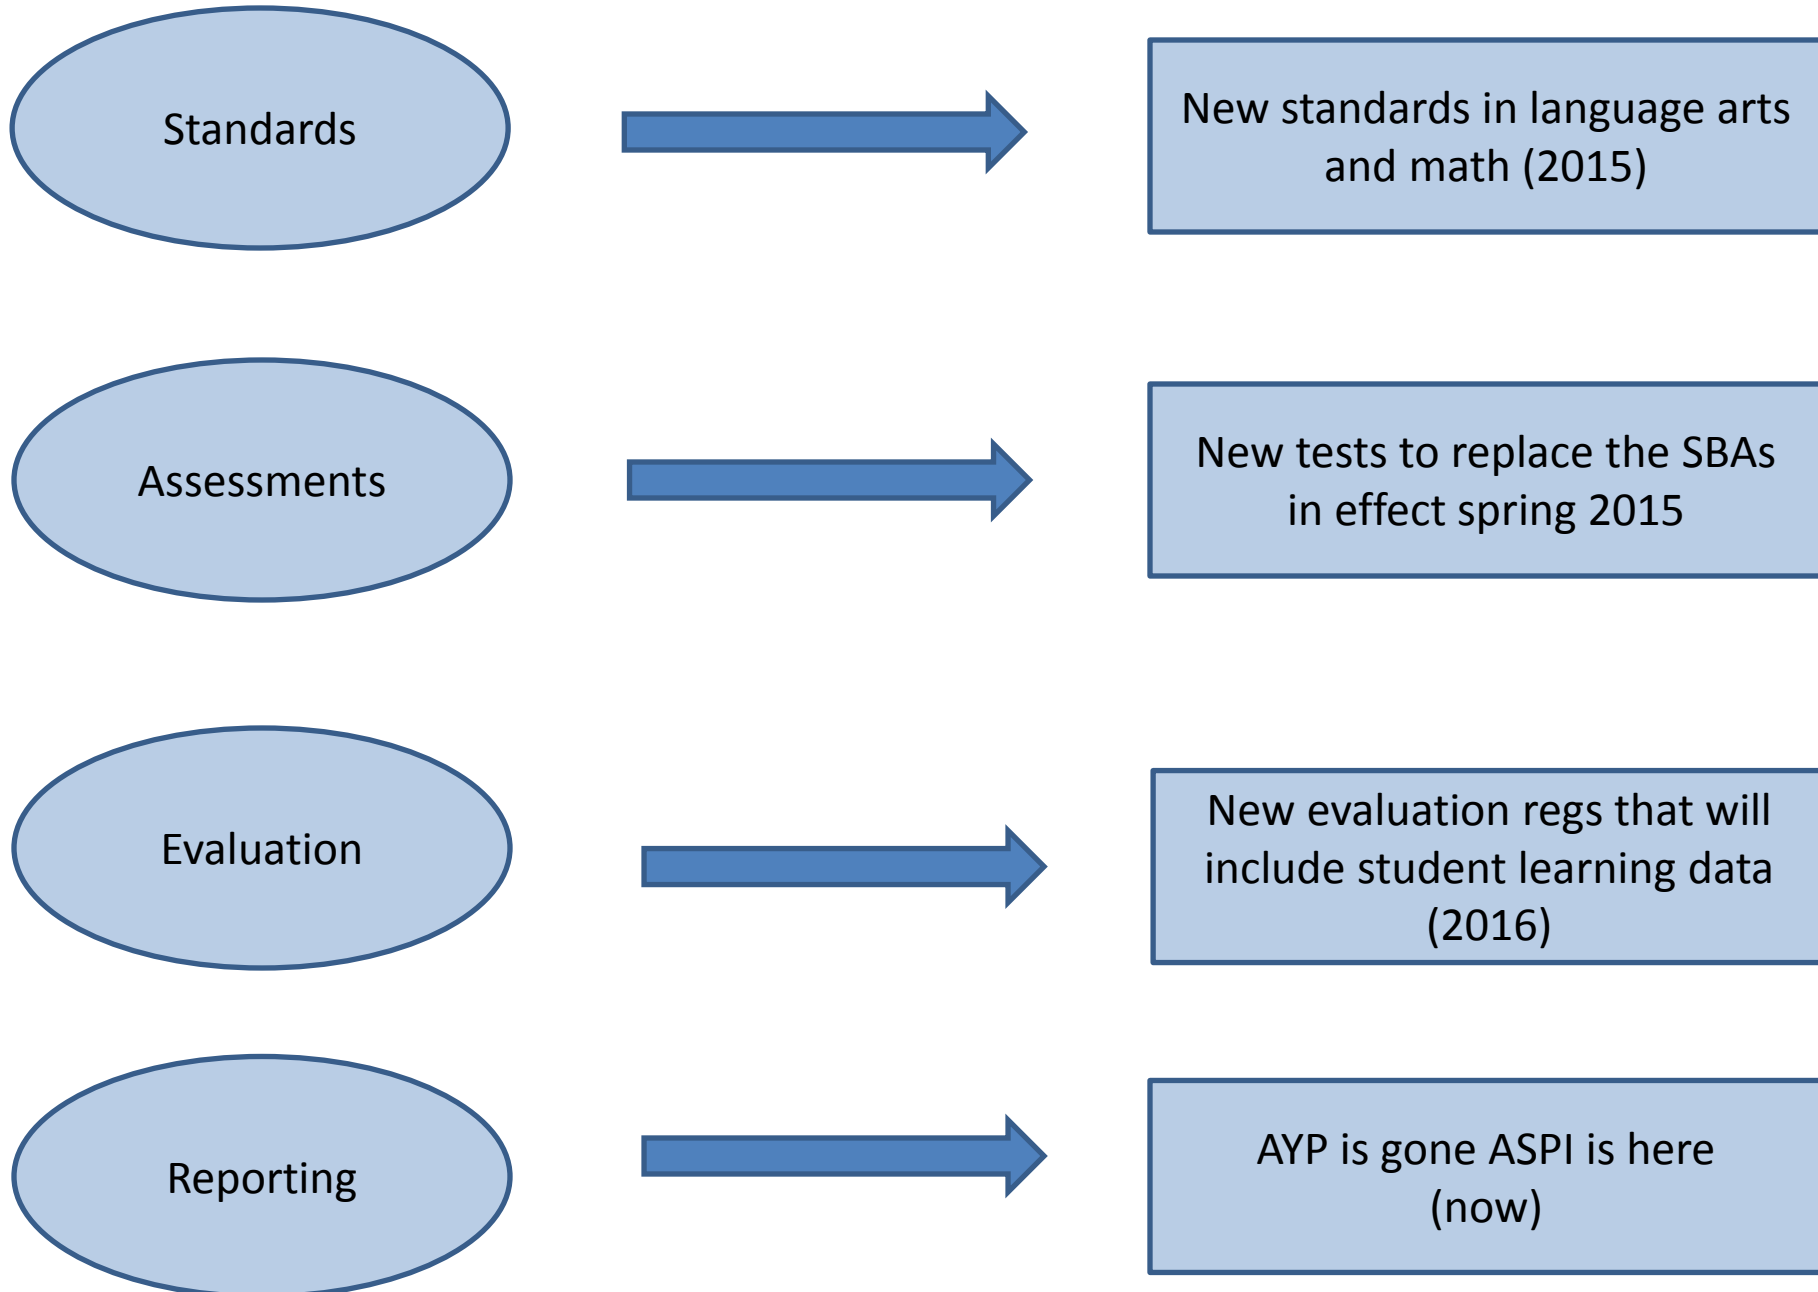 Standards
New standards in language arts
and math (2015)
Assessments
New tests to replace the SBAs
in effect spring 2015
Evaluation
New evaluation regs that will
include student learning data
(2016)
Reporting
AYP is gone ASPI is here
(now)